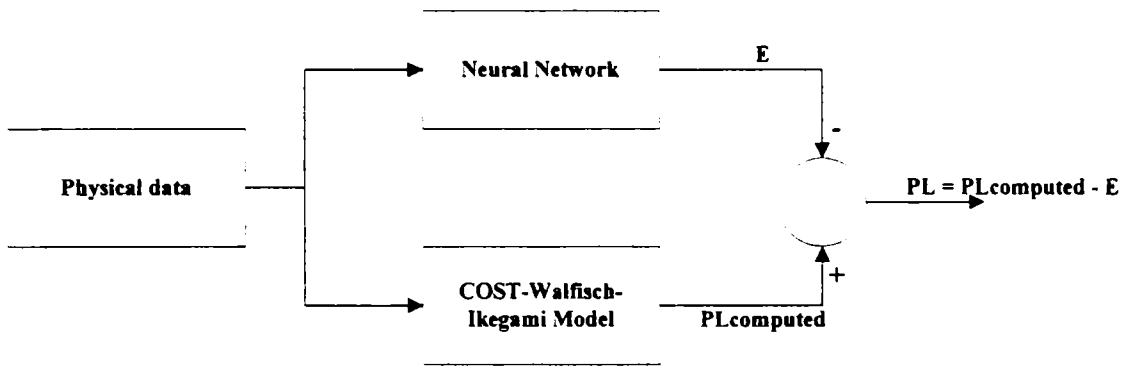 Neural Network
E
-
Physical data
PL = PLcomputed - E
+
COST-Walfisch-
Ikegami Model
PLcomputed